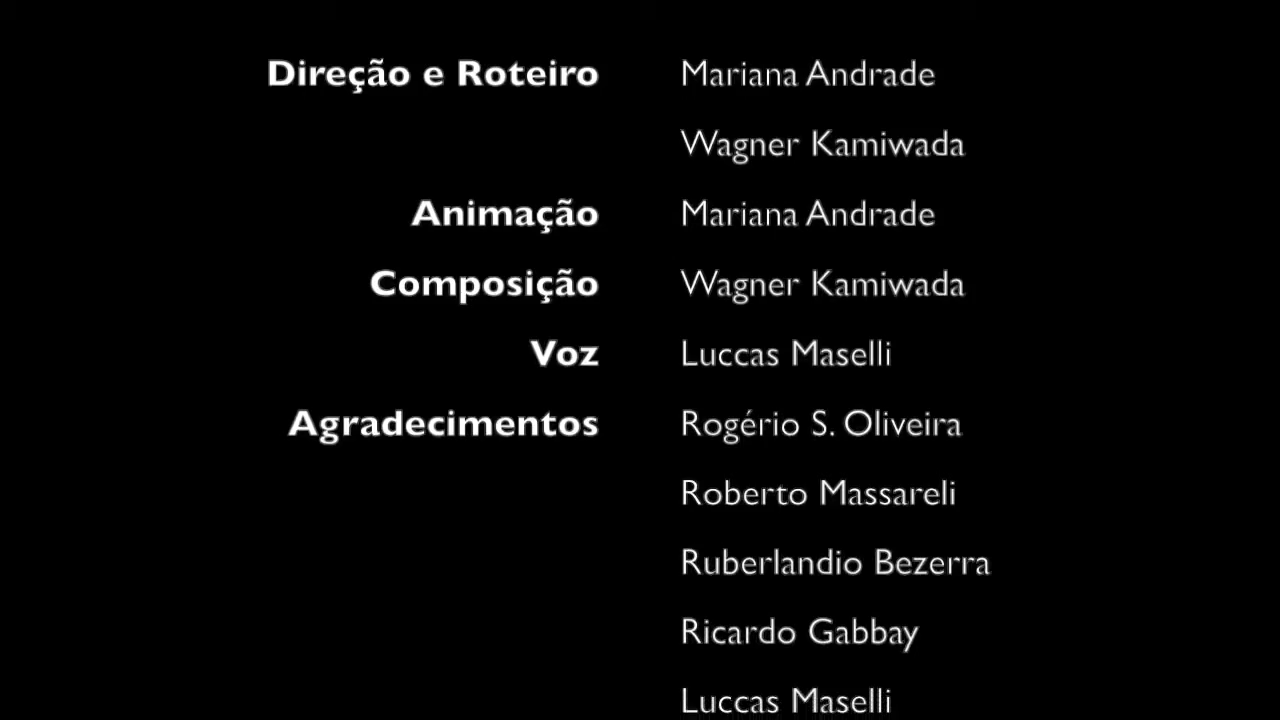 Direção e Roteiro Mariana Andrade
Wagner Kamiwada
Animação Mariana Andrade
Composição Wagner Kamiwada
Voz Luccas Maselli
Agradecimentos Rogério S. Oliveira
Roberto Massareli
Ruberlandio Bezerra
Ricardo Gabbay
Luccas Maselli